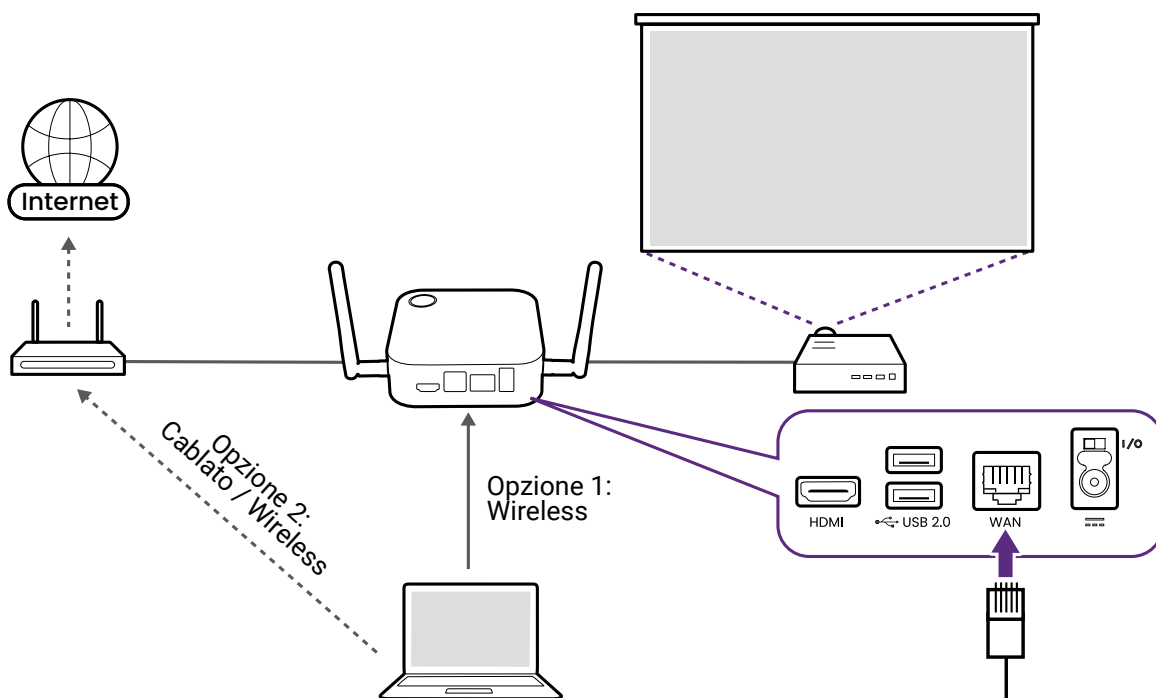 Internet
Opzione 2:
Cablato / Wireless
Opzione 1:
Wireless
I/O
HDMI
USB 2.0
WAN